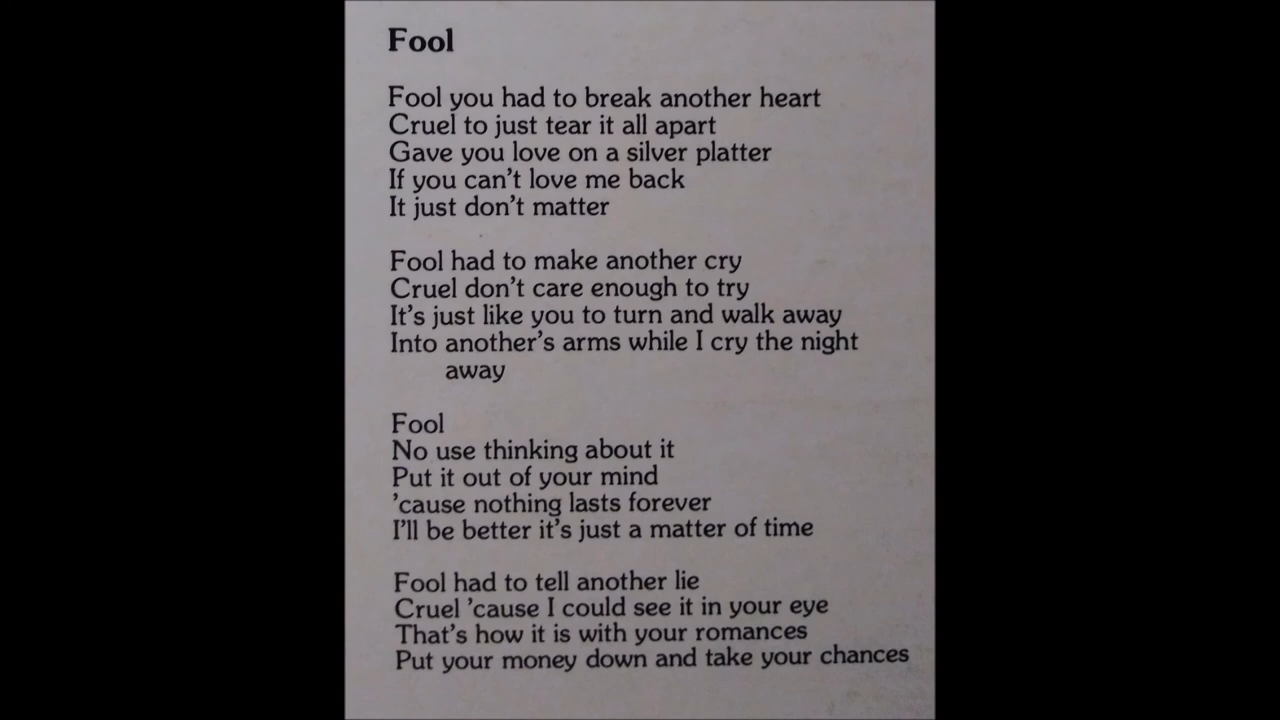 Fool
Fool you had to break another heart
Cruel to just tear it all apart
Gave you love on a silver platter
If you can't love me back
It just don't matter
Fool had to make another cry
Cruel don't care enough to try
It's just like you to turn and walk away
Into another's arms while I cry the night
away
Fool
No use thinking about it
Put it out of your mind
'cause nothing lasts forever
I'll be better it's just a matter of time
Fool had to tell another lie
Cruel 'cause I could see it in your eye
That's how it is with your romances
Put your money down and take your chances